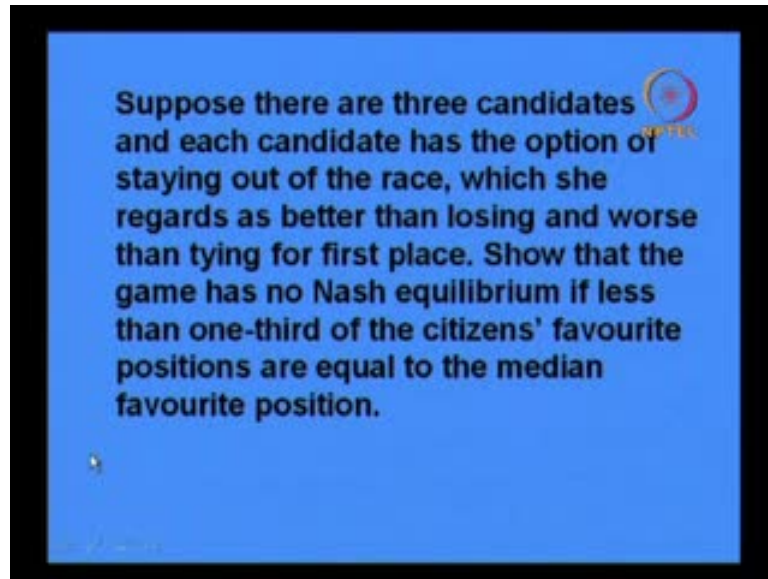 Suppose there are three candidates
and each candidate has the option of
staying out of the race, which she
regards as better than losing and worse
than tying for first place. Show that the
game has no Nash equilibrium if less
than one-third of the citizens' favourite
positions are equal to the median
favourite position.
NPTEL